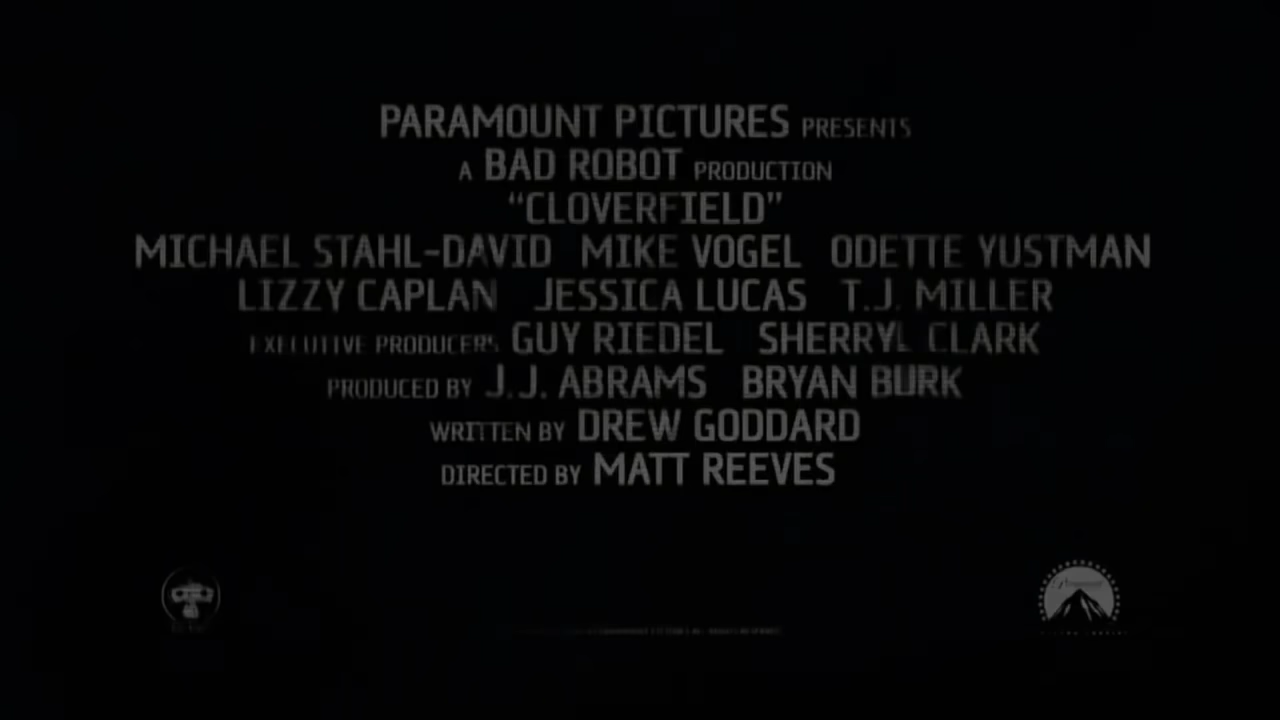 PARAMOUNT PICTURES PRESENTS
A BAD ROBOT PRODUCTION
“CLOVERFIELD”
MICHAEL STAHL-DAVID MIKE VOGEL ODETTE YUSTMAN
LIZZY CAPLAN JESSICA LUCAS T.J. MILLER
EXECUTIVE PRODUCERS GUY RIEDEL SHERRYL CLARK
PRODUCED BY J.J. ABRAMS BRYAN BURK
WRITTEN BY DREW GODDARD
DIRECTED BY MATT REEVES
Paramount